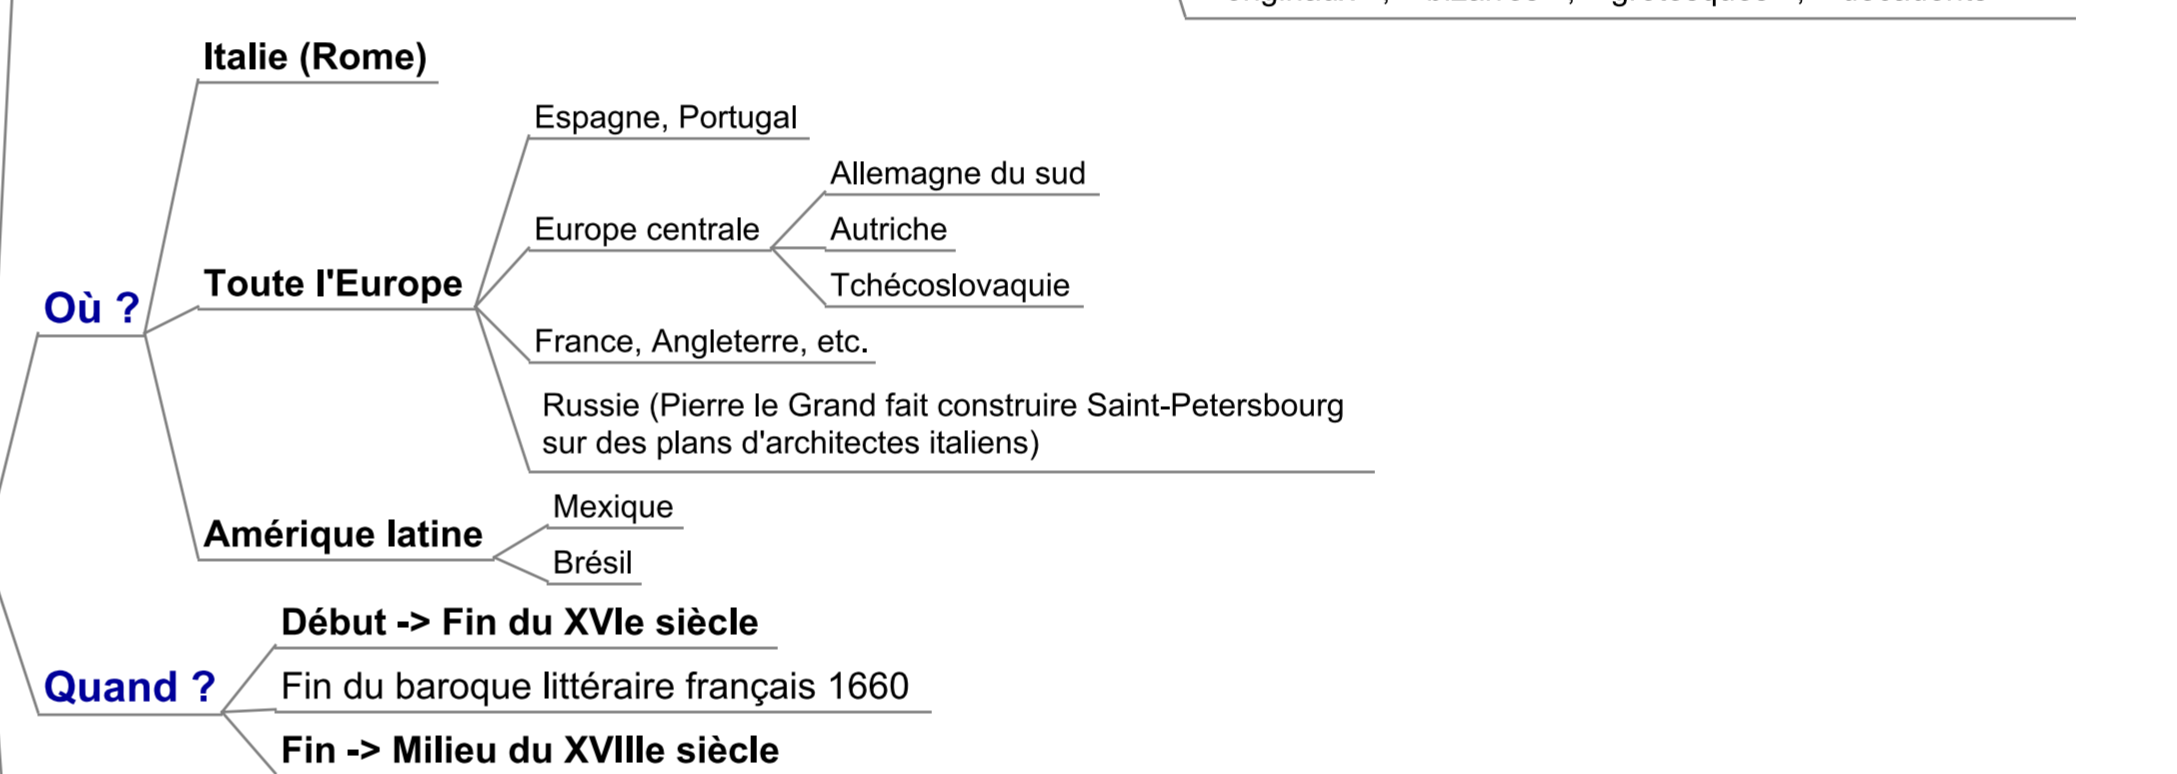 Italie (Rome)
Espagne, Portugal
Allemagne du sud
Europe centrale
Autriche
Toute l'Europe
Tchécoslovaquie
Où ?
France, Angleterre, etc.
Russie (Pierre le Grand fait construire Saint-Petersbourg
sur des plans d'architectes italiens)
Mexique
Amérique latine
Brésil
Début -> Fin du XVIe siècle
Quand ?
Fin du baroque littéraire français 1660
Fin -> Milieu du XVIIIe siècle